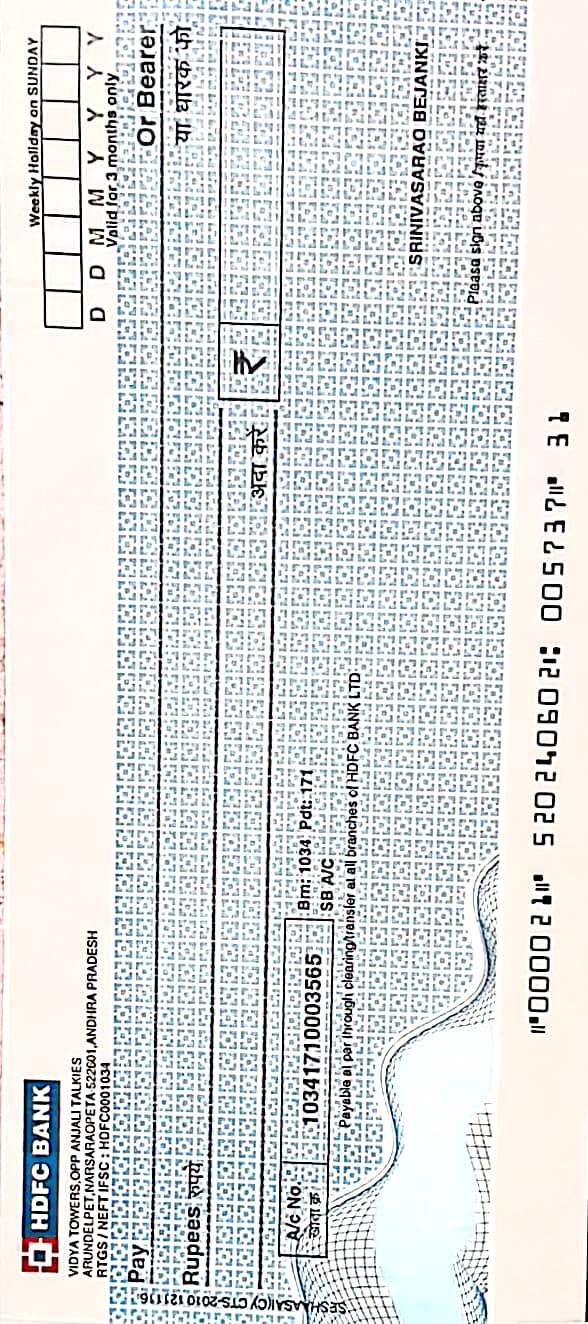 HDFC BANK
Weekly Holiday on SUNDAY
VIDYA TOWERS,OPP ANJALI TALKIES
ARUNDELPET,NARSARAOPETA-522601,ANDHRA PRADESH
RTGS / NEFT IFSC : HDFC0001034
D D M M Y Y Y Y
Valid for 3 months only
Pay
Or Bearer
या धारक को
Rupees रुपये
अदा करें
₹
A/c No.
खाता क्र
10341710003565
Brn: 1034 Pdt: 171
SB A/C
Payable at par through clearing/transfer at all branches of HDFC BANK LTD
SESHAASAI(C)/CTS-2010 121116
SRINIVASARAO BEJANKI
Please sign above /कृपया यहाँ हस्ताक्षर करें
⑈000021⑈ 520240602⑆ 005737⑈ 31